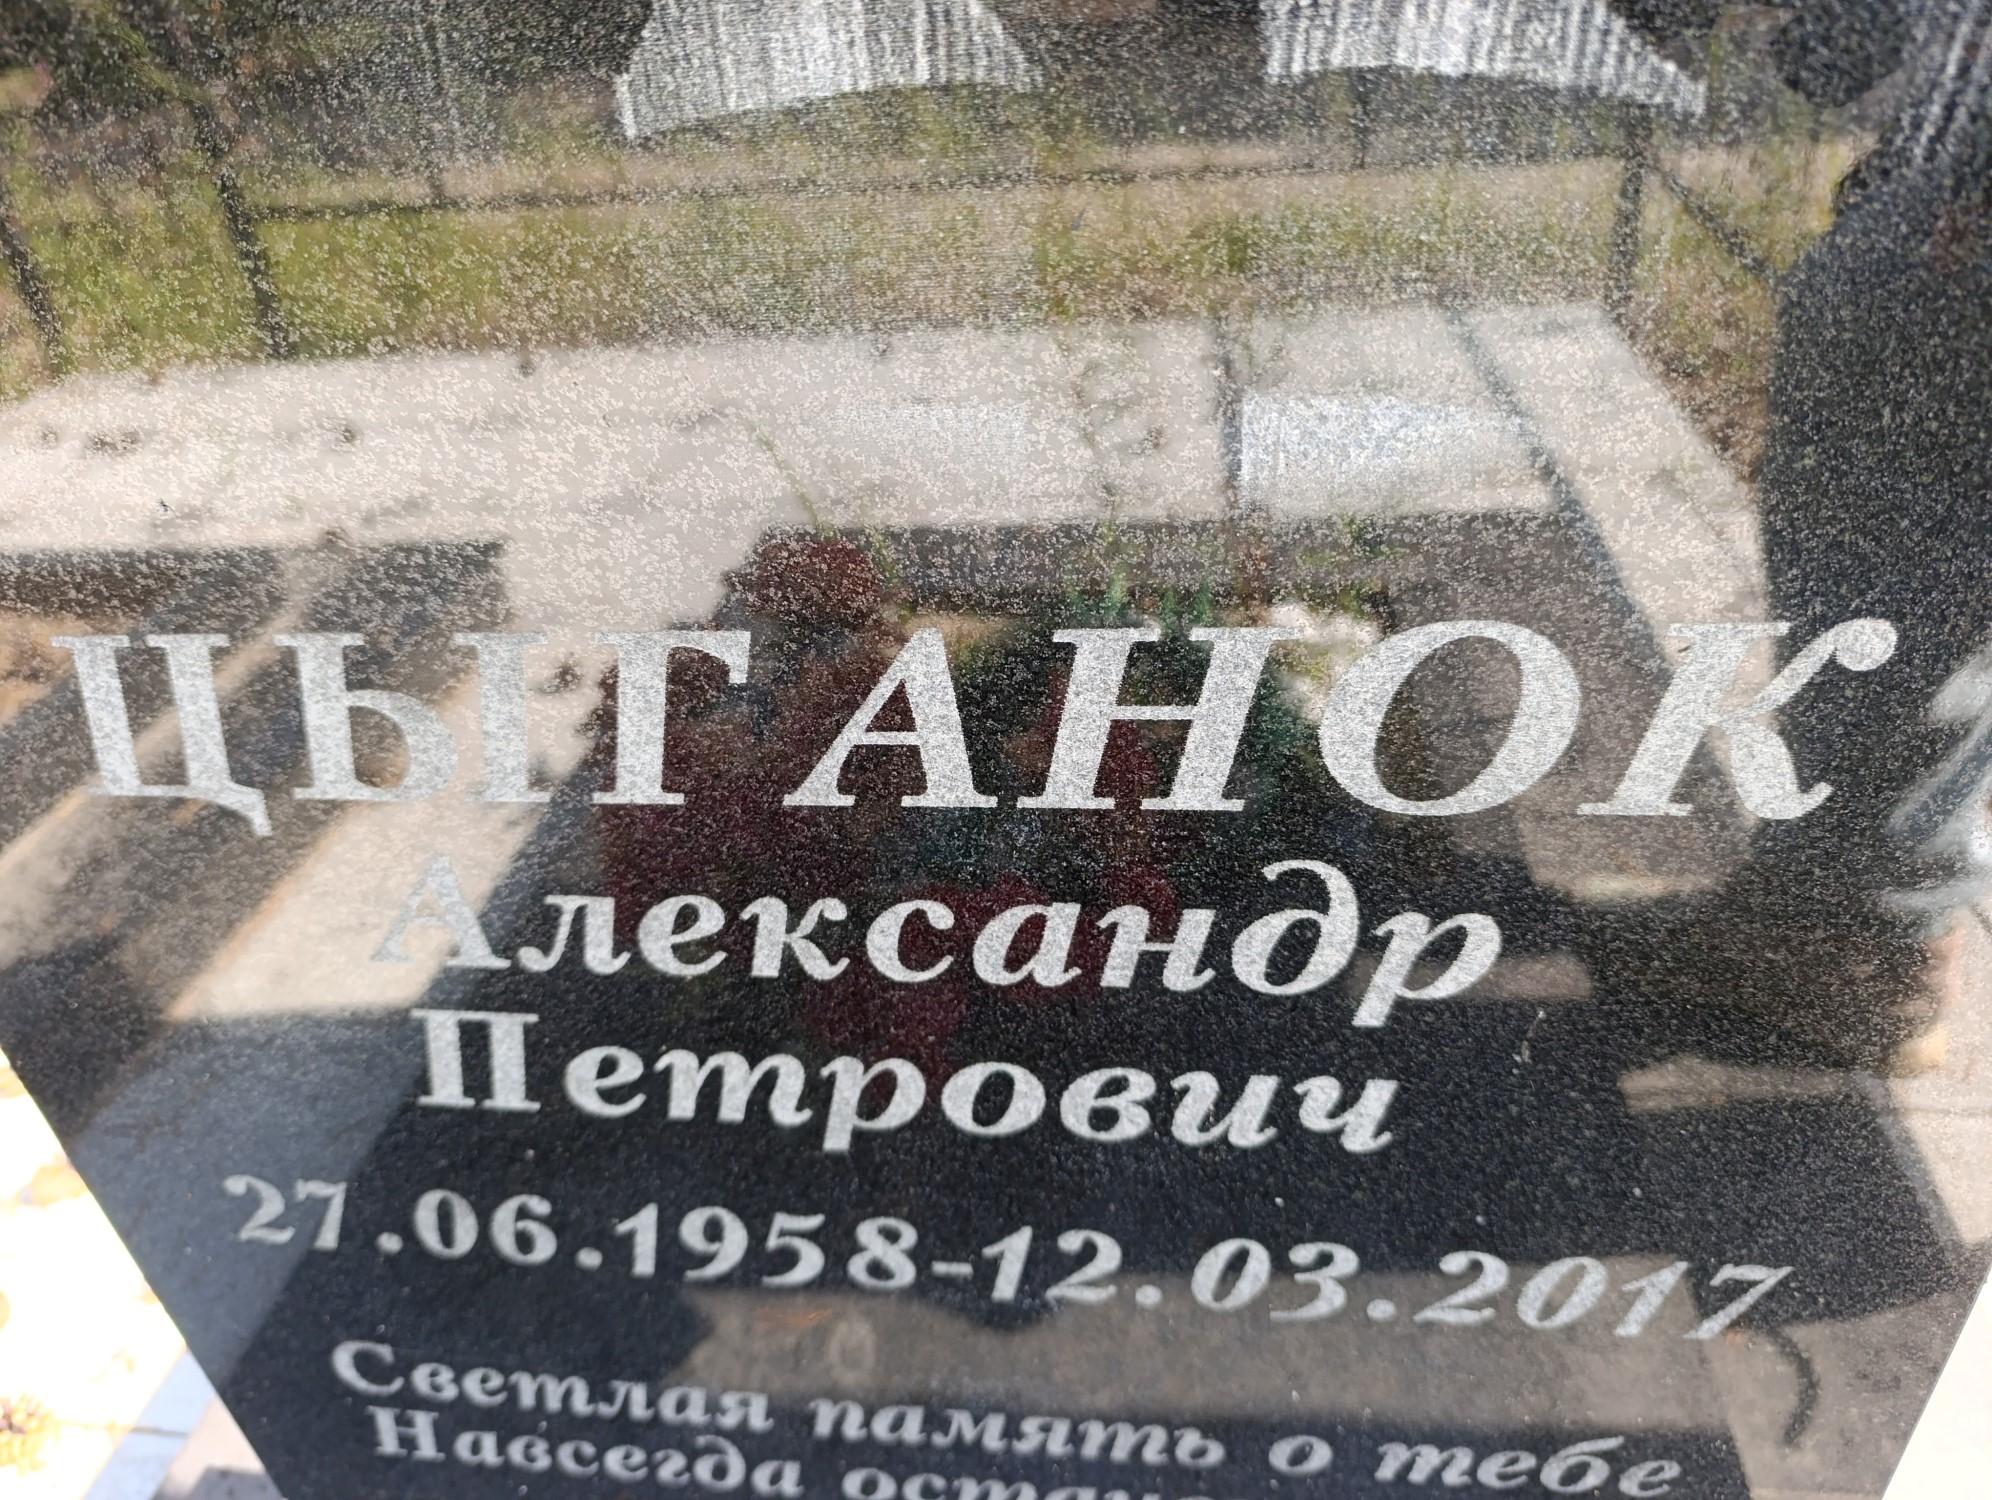 ЦЫГАНОК
Александр
Петрович
27.06.1958-12.03.2017
Светлая память о тебе
Навсегда